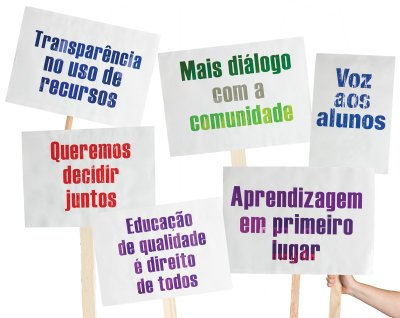 Transparência
no uso de
recursos
Mais diálogo
com a
comunidade
Voz
aos
alunos
Queremos
decidir
juntos
Educação
de qualidade
é direito
de todos
Aprendizagem
em primeiro
lugar